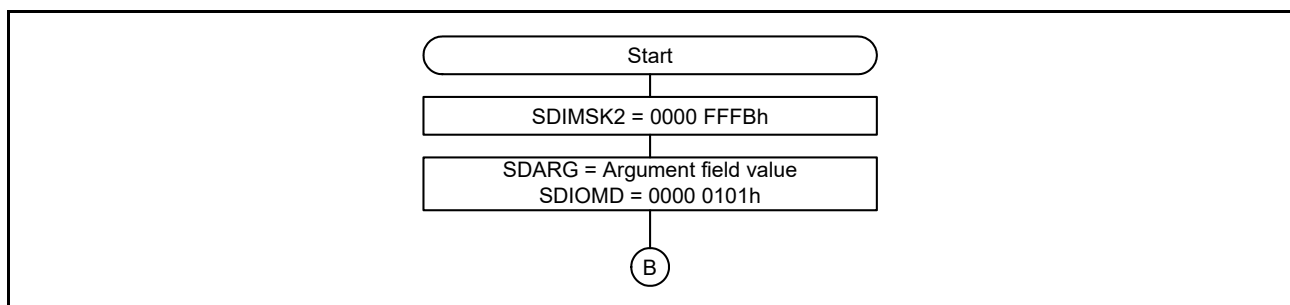 Start
SDIMSK2 = 0000 FFFBh
SDARG = Argument field value
SDIOMD = 0000 0101h
B